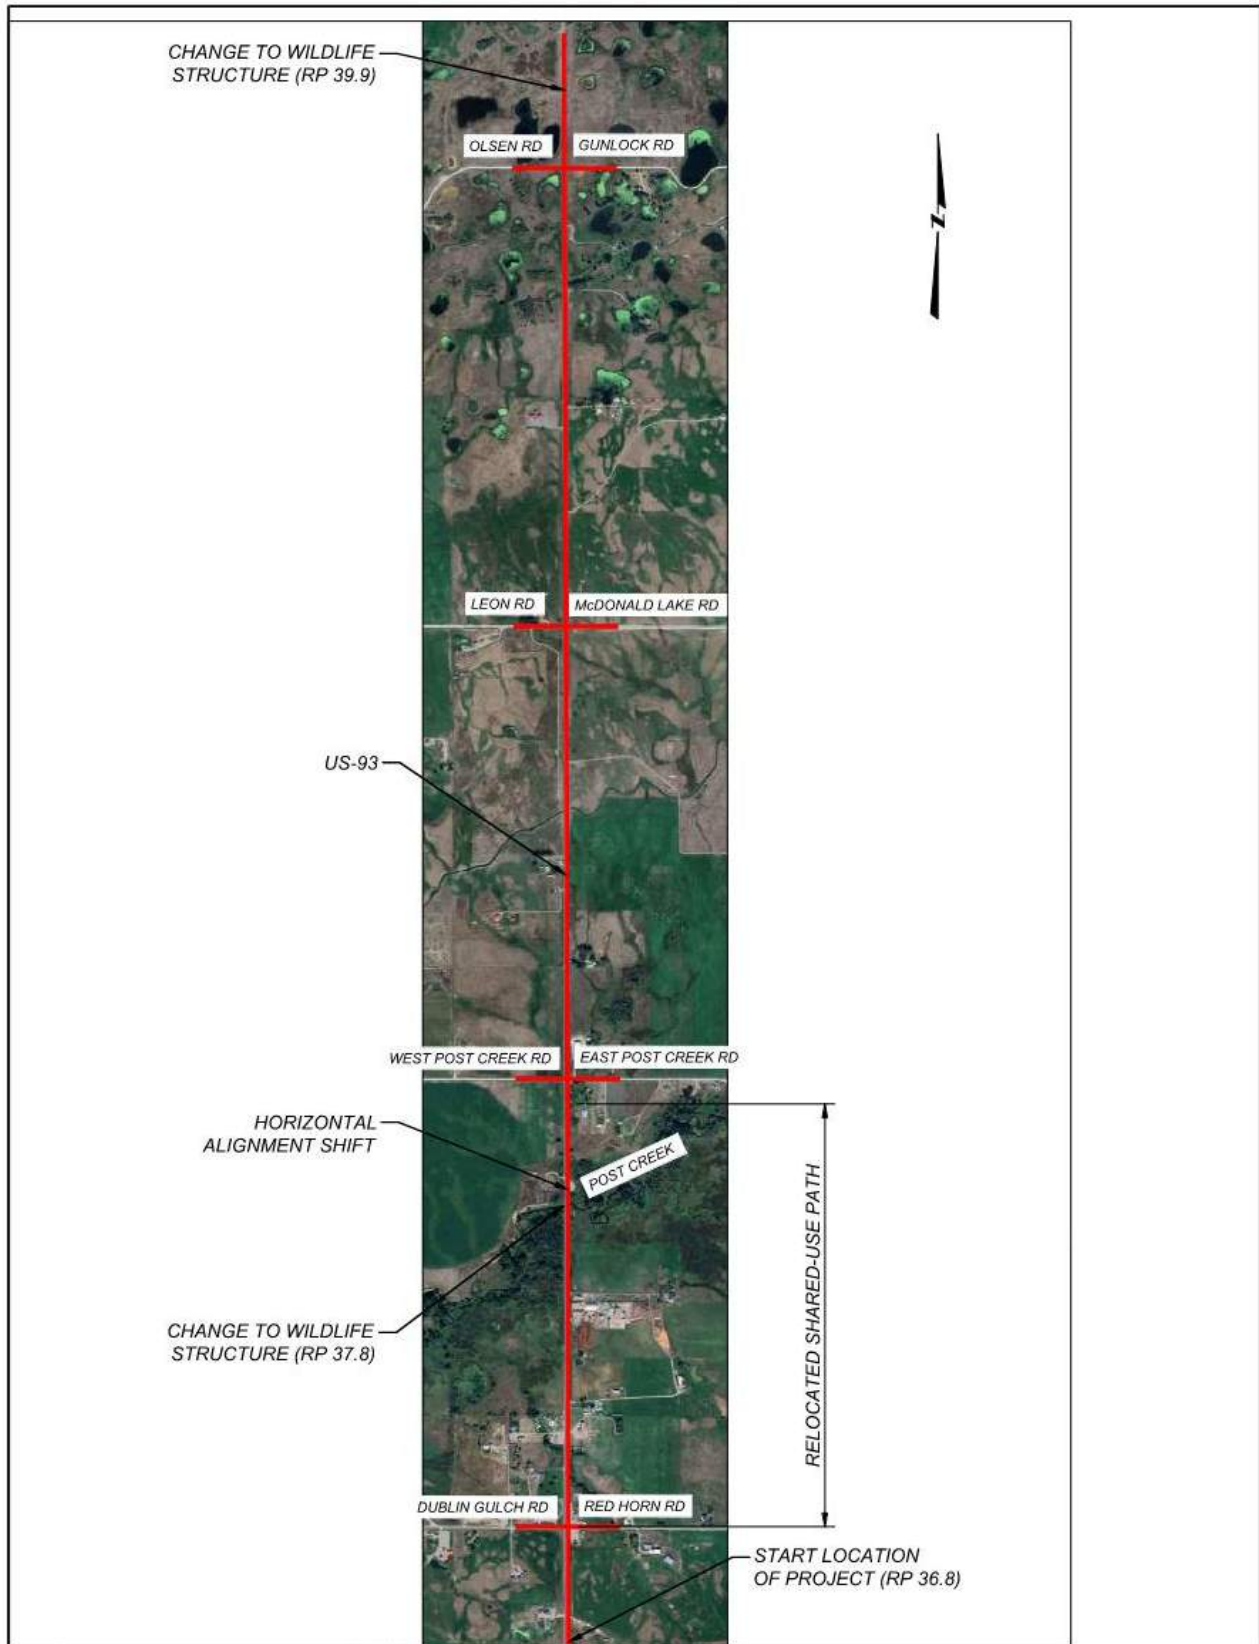 CHANGE TO WILDLIFE
STRUCTURE (RP 39.9)
OLSEN RD
GUNLOCK RD
N
LEON RD
McDONALD LAKE RD
US-93
WEST POST CREEK RD
EAST POST CREEK RD
HORIZONTAL
ALIGNMENT SHIFT
POST CREEK
RELOCATED SHARED-USE PATH
CHANGE TO WILDLIFE
STRUCTURE (RP 37.8)
DUBLIN GULCH RD
RED HORN RD
START LOCATION
OF PROJECT (RP 36.8)